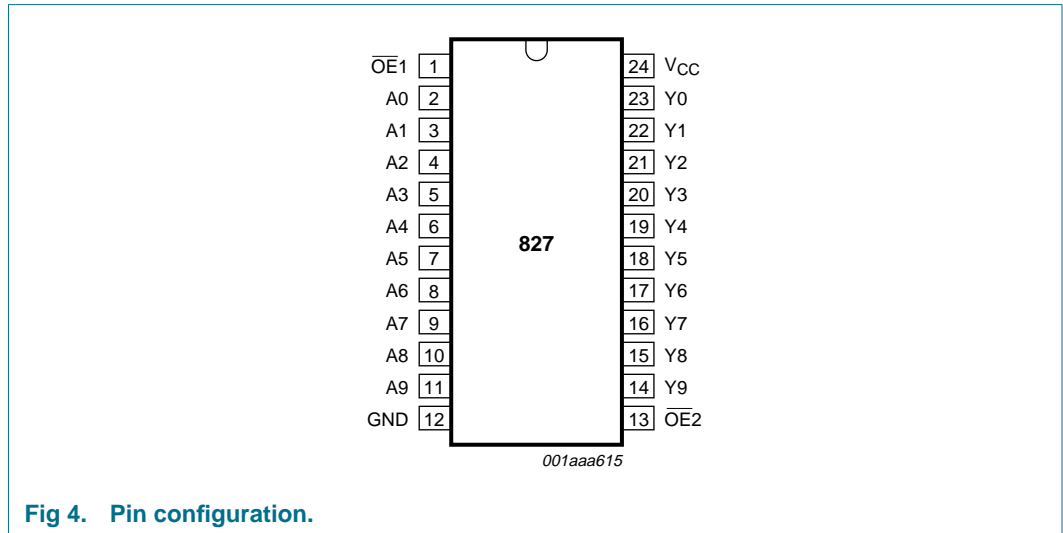 O̅E̅1 1 24 VCC
A0 2 23 Y0
A1 3 22 Y1
A2 4 21 Y2
A3 5 20 Y3
A4 6 19 Y4
827
A5 7 18 Y5
A6 8 17 Y6
A7 9 16 Y7
A8 10 15 Y8
A9 11 14 Y9
GND 12 13 O̅E̅2
001aaa615
Fig 4. Pin configuration.